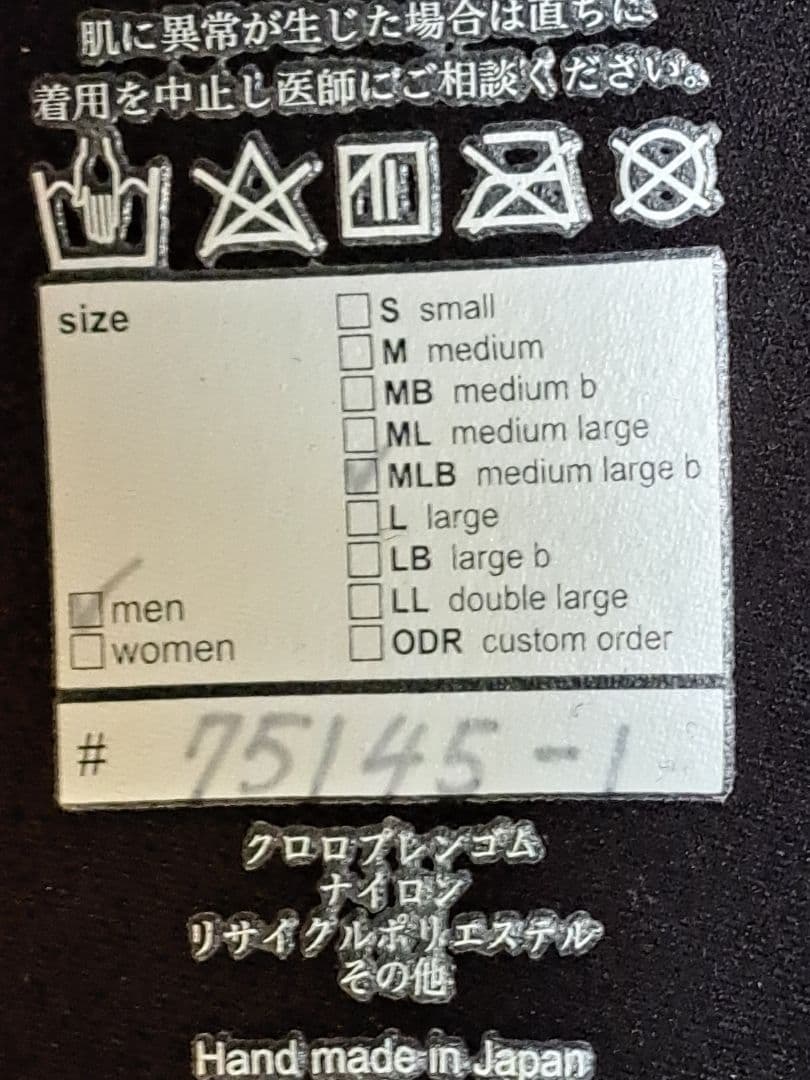 肌に異常が生じた場合は直ちに
着用を中止し医師にご相談ください。
size
S small
M medium
MB medium b
ML medium large
MLB medium large b
L large
LB large b
LL double large
ODR custom order
men
women
# 75145-1
クロロプレンゴム
ナイロン
リサイクルポリエステル
その他
Hand made in Japan